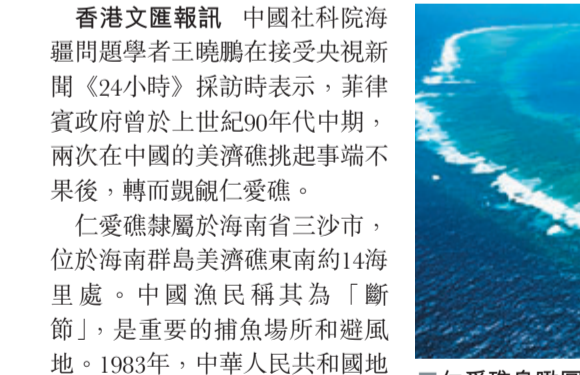 香港文匯報訊　中國社科院海
疆問題學者王曉鵬在接受央視新
聞《24小時》採訪時表示，菲律
賓政府曾於上世紀90年代中期，
兩次在中國的美濟礁挑起事端不
果後，轉而覬覦仁愛礁。
仁愛礁隸屬於海南省三沙市，
位於海南群島美濟礁東南約14海
里處。中國漁民稱其為「斷
節」，是重要的捕魚場所和避風
地。1983年，中華人民共和國地
■仁愛礁鳥瞰圖